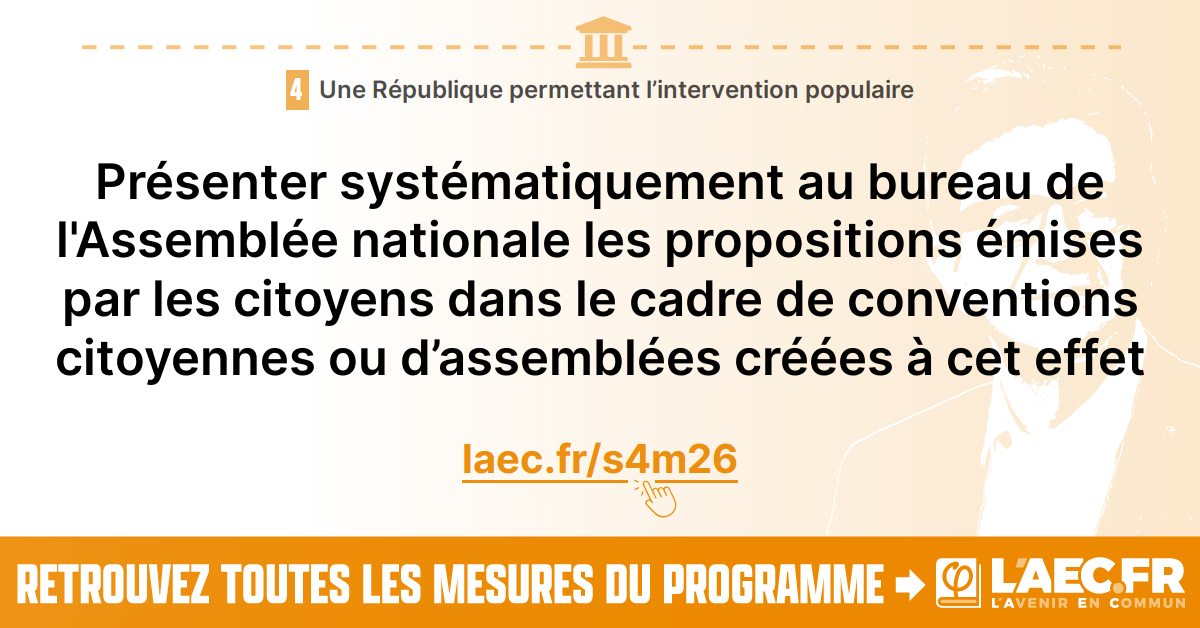 4 Une République permettant l’intervention populaire
Présenter systématiquement au bureau de
l'Assemblée nationale les propositions émises
par les citoyens dans le cadre de conventions
citoyennes ou d’assemblées créées à cet effet
laec.fr/s4m26
RETROUVEZ TOUTES LES MESURES DU PROGRAMME
φ L'AEC.FR
L'AVENIR EN COMMUN